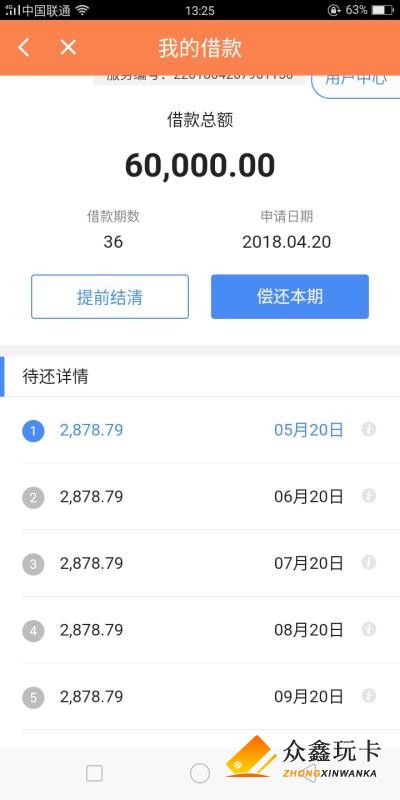 4G 中国联通 13:25 63%
我的借款
用户中心
借款总额
60,000.00
借款期数 申请日期
36 2018.04.20
提前结清 偿还本期
待还详情
1 2,878.79 05月20日
2 2,878.79 06月20日
3 2,878.79 07月20日
4 2,878.79 08月20日
5 2,878.79 09月20日
众鑫玩卡
ZHONGXINWANKA